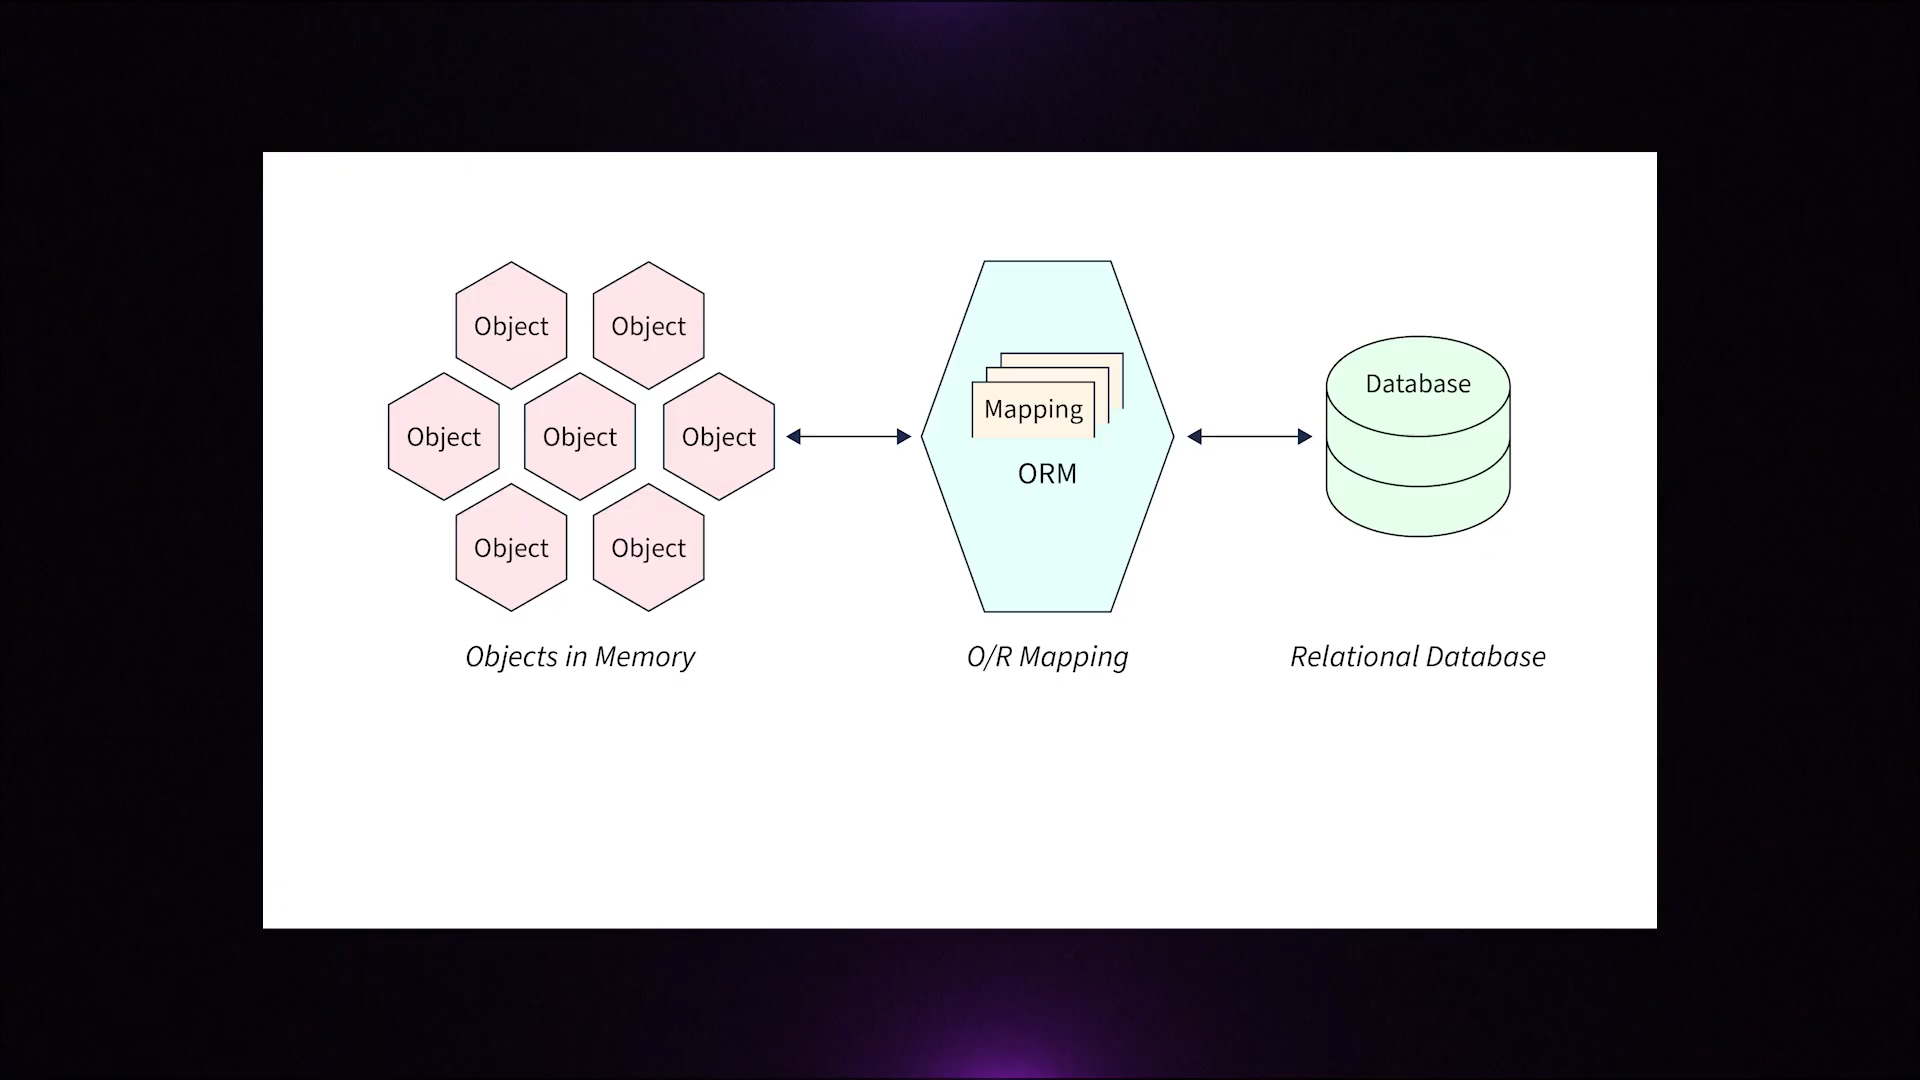 Object Object
Object Object Object
Object Object
Objects in Memory
Mapping
ORM
O/R Mapping
Database
Relational Database